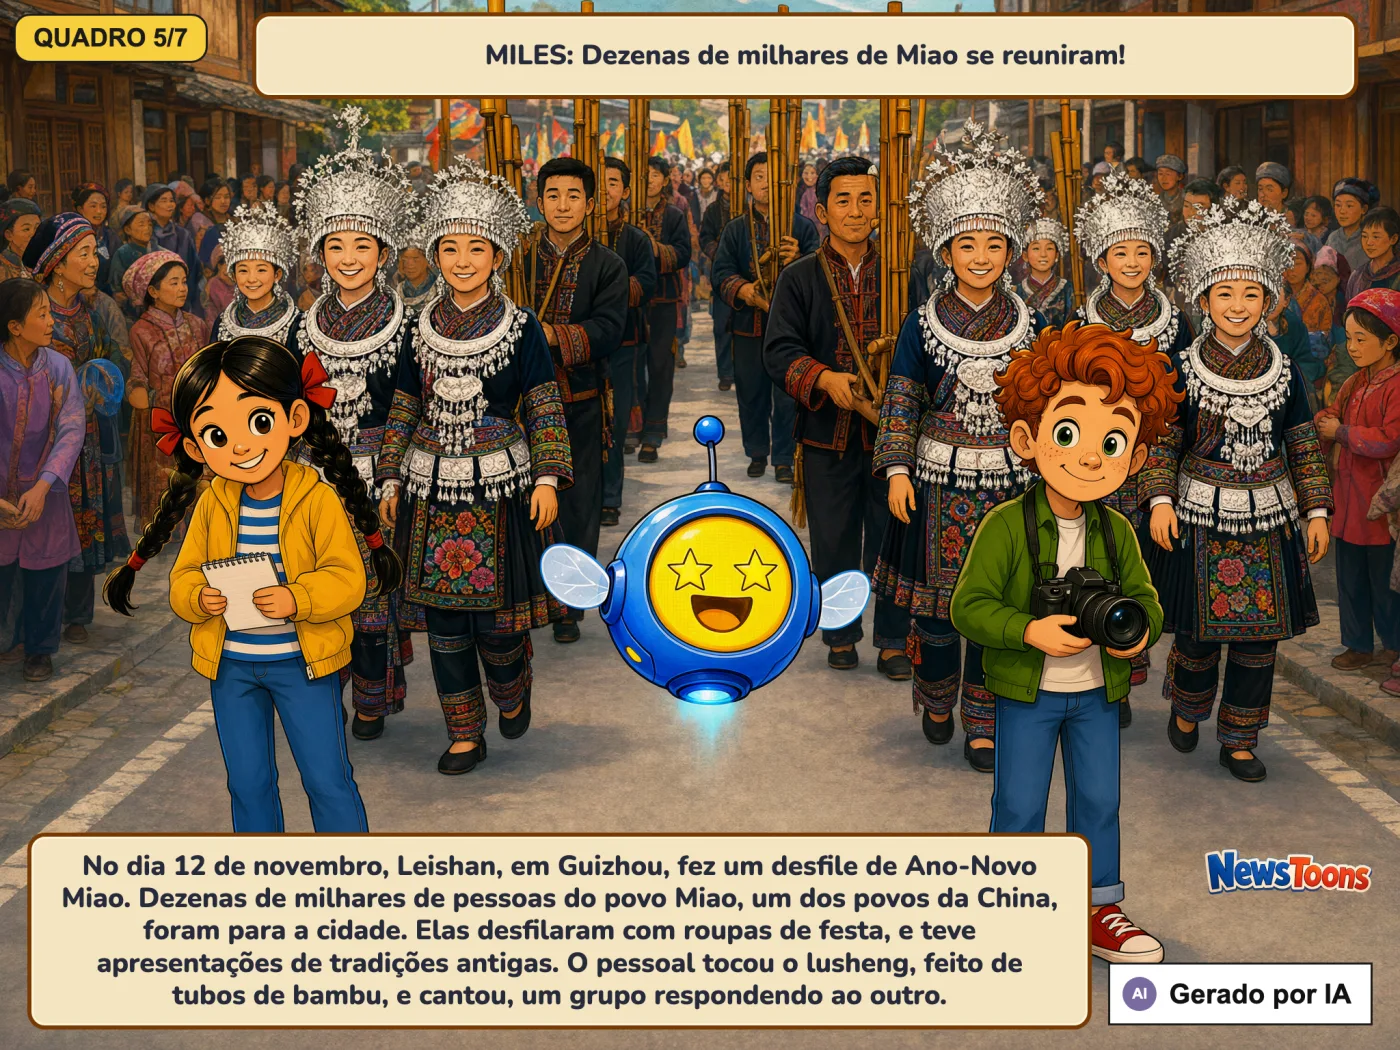 QUADRO 5/7
MILES: Dezenas de milhares de Miao se reuniram!
No dia 12 de novembro, Leishan, em Guizhou, fez um desfile de Ano-Novo
Miao. Dezenas de milhares de pessoas do povo Miao, um dos povos da China,
foram para a cidade. Elas desfilaram com roupas de festa, e teve
apresentações de tradições antigas. O pessoal tocou o lusheng, feito de
tubos de bambu, e cantou, um grupo respondendo ao outro.
NewsToons
AI Gerado por IA